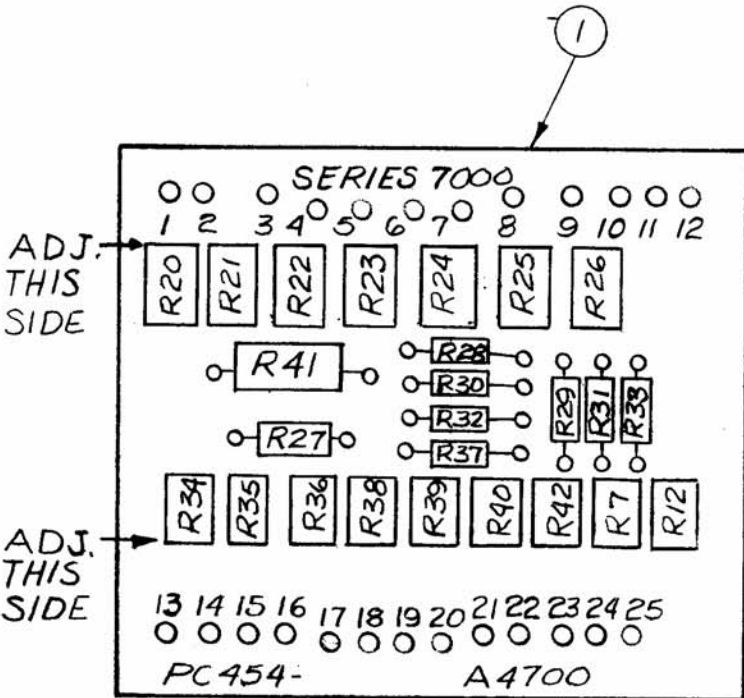 1
SERIES 7000
1 2 3 4 5 6 7 8 9 10 11 12
ADJ.
THIS
SIDE
R20 R21 R22 R23 R24 R25 R26
R41
R28
R30
R32
R37
R29 R31 R33
R27
R34 R35 R36 R38 R39 R40 R42 R7 R12
ADJ.
THIS
SIDE
13 14 15 16 17 18 19 20 21 22 23 24 25
PC454- A4700